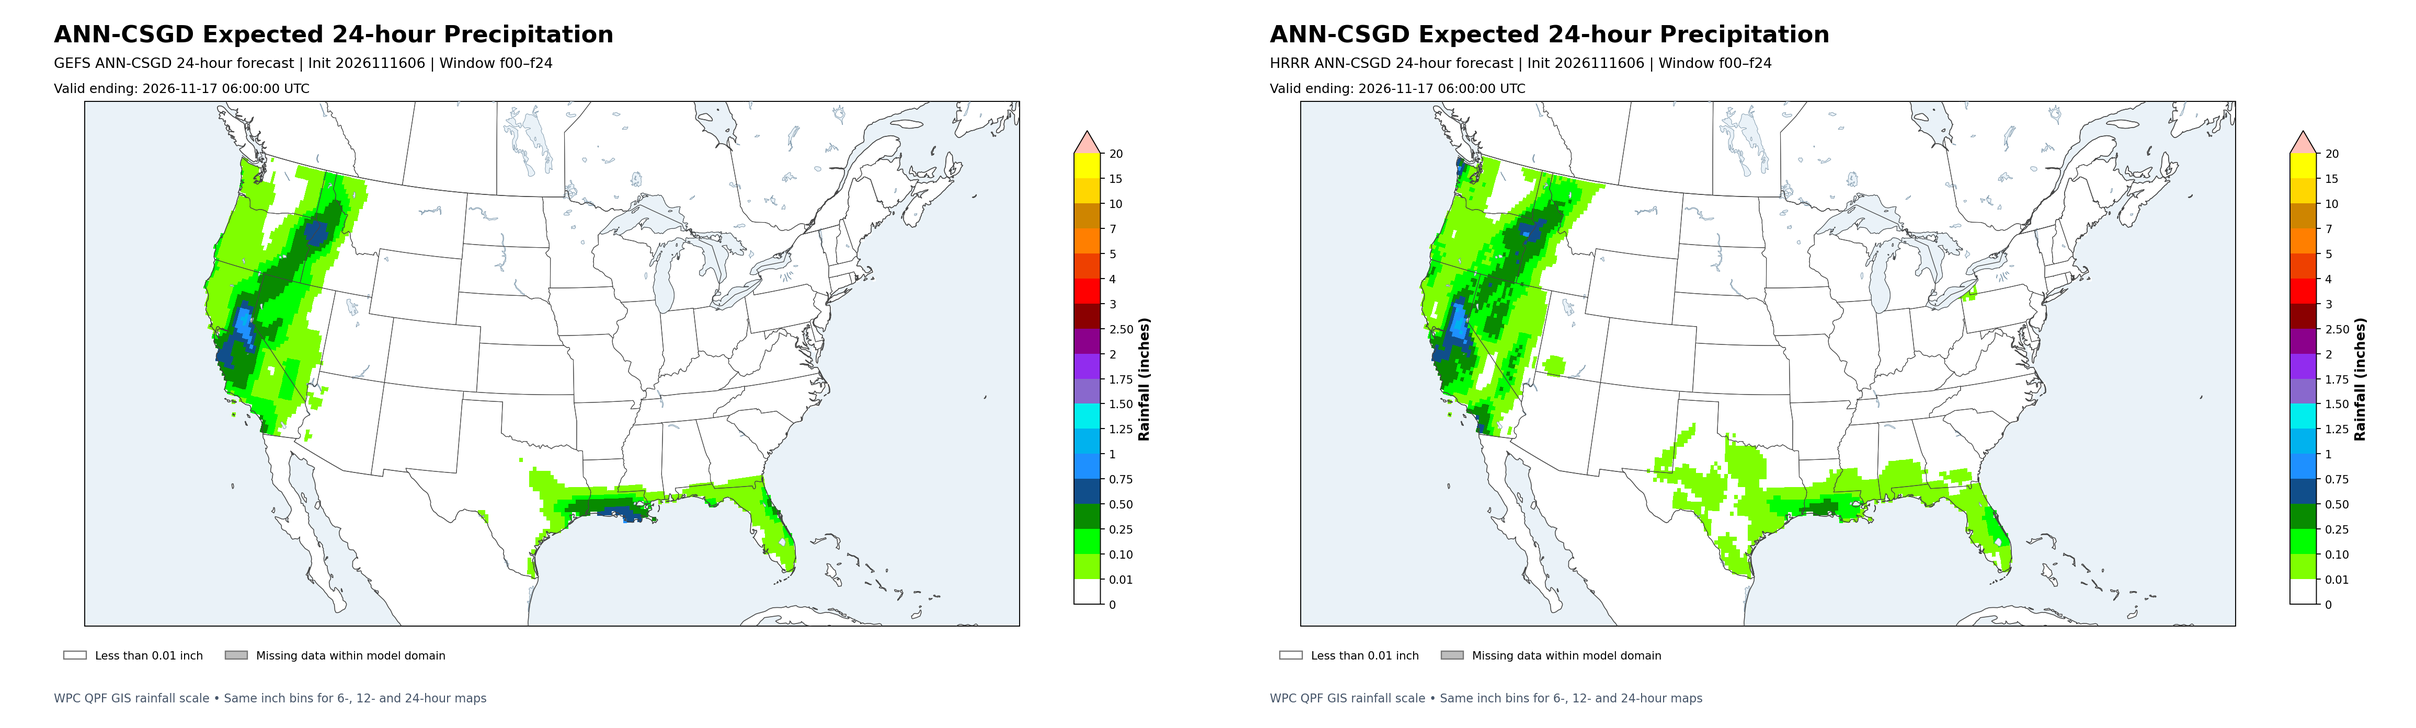 ANN-CSGD Expected 24-hour Precipitation
GEFS ANN-CSGD 24-hour forecast | Init 2026111606 | Window f00–f24
Valid ending: 2026-11-17 06:00:00 UTC
20
15
10
7
5
4
3
2.50
2
1.75
1.50
1.25
1
0.75
0.50
0.25
0.10
0.01
0
Rainfall (inches)
Less than 0.01 inch
Missing data within model domain
WPC QPF GIS rainfall scale • Same inch bins for 6-, 12- and 24-hour maps
ANN-CSGD Expected 24-hour Precipitation
HRRR ANN-CSGD 24-hour forecast | Init 2026111606 | Window f00–f24
Valid ending: 2026-11-17 06:00:00 UTC
20
15
10
7
5
4
3
2.50
2
1.75
1.50
1.25
1
0.75
0.50
0.25
0.10
0.01
0
Rainfall (inches)
Less than 0.01 inch
Missing data within model domain
WPC QPF GIS rainfall scale • Same inch bins for 6-, 12- and 24-hour maps